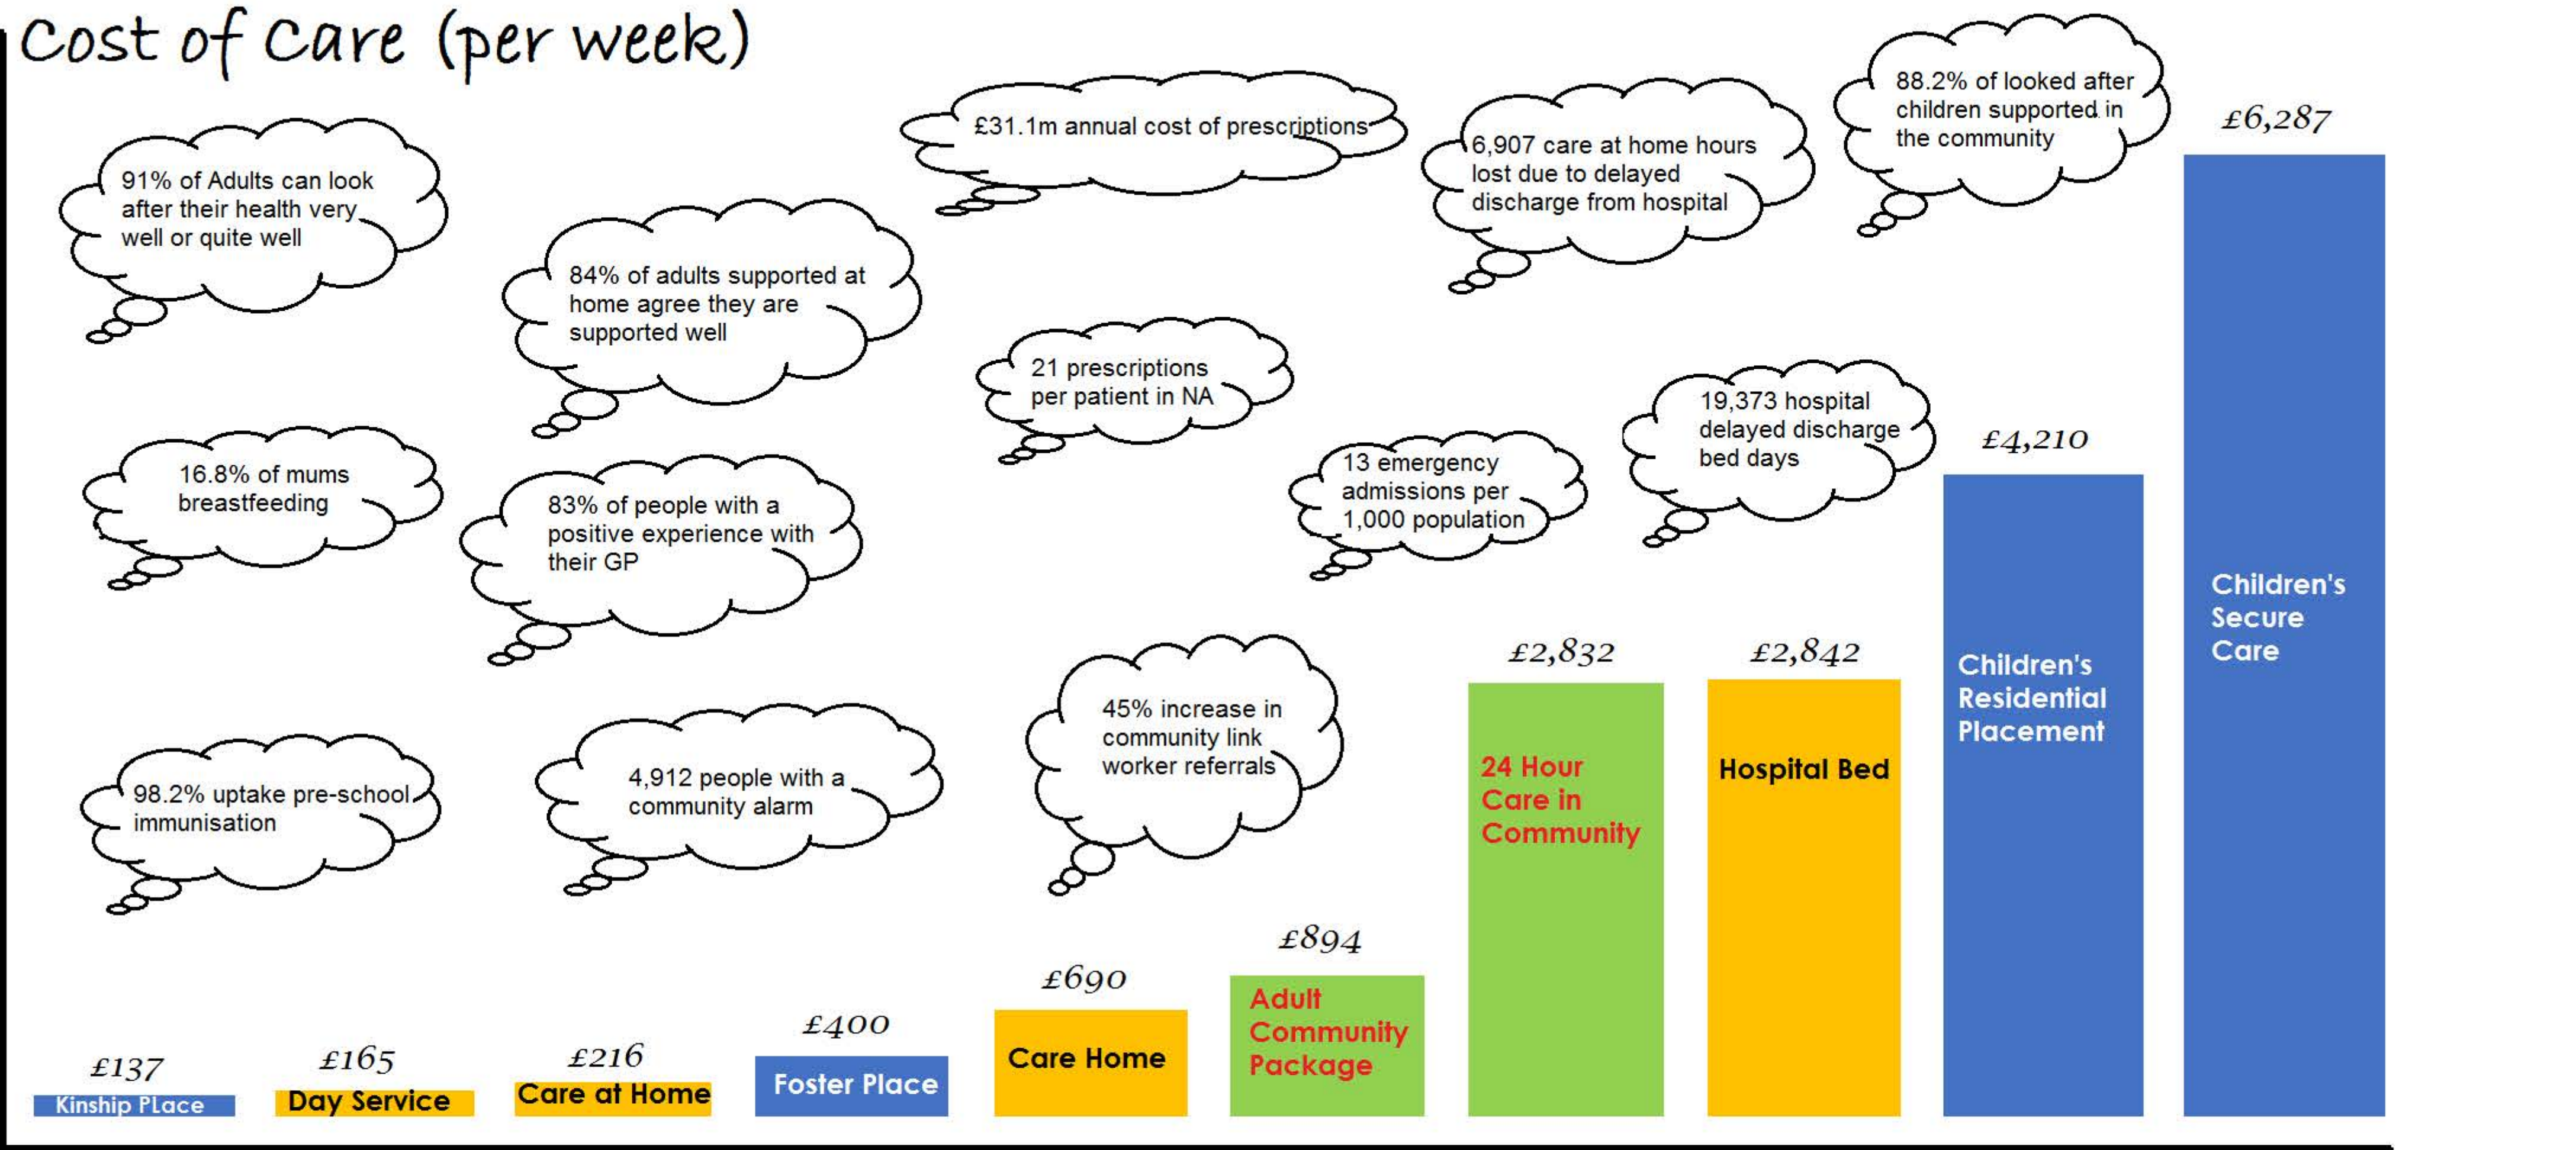 Cost of Care (per week)
91% of Adults can look
after their health very
well or quite well
84% of adults supported at
home agree they are
supported well
£31.1m annual cost of prescriptions
6,907 care at home hours
lost due to delayed
discharge from hospital
88.2% of looked after
children supported in
the community
21 prescriptions
per patient in NA
16.8% of mums
breastfeeding
83% of people with a
positive experience with
their GP
13 emergency
admissions per
1,000 population
19,373 hospital
delayed discharge
bed days
98.2% uptake pre-school
immunisation
4,912 people with a
community alarm
45% increase in
community link
worker referrals
£137
Kinship PLace
£165
Day Service
£216
Care at Home
£400
Foster Place
£690
Care Home
£894
Adult
Community
Package
£2,832
24 Hour
Care in
Community
£2,842
Hospital Bed
£4,210
Children's
Residential
Placement
£6,287
Children's
Secure
Care